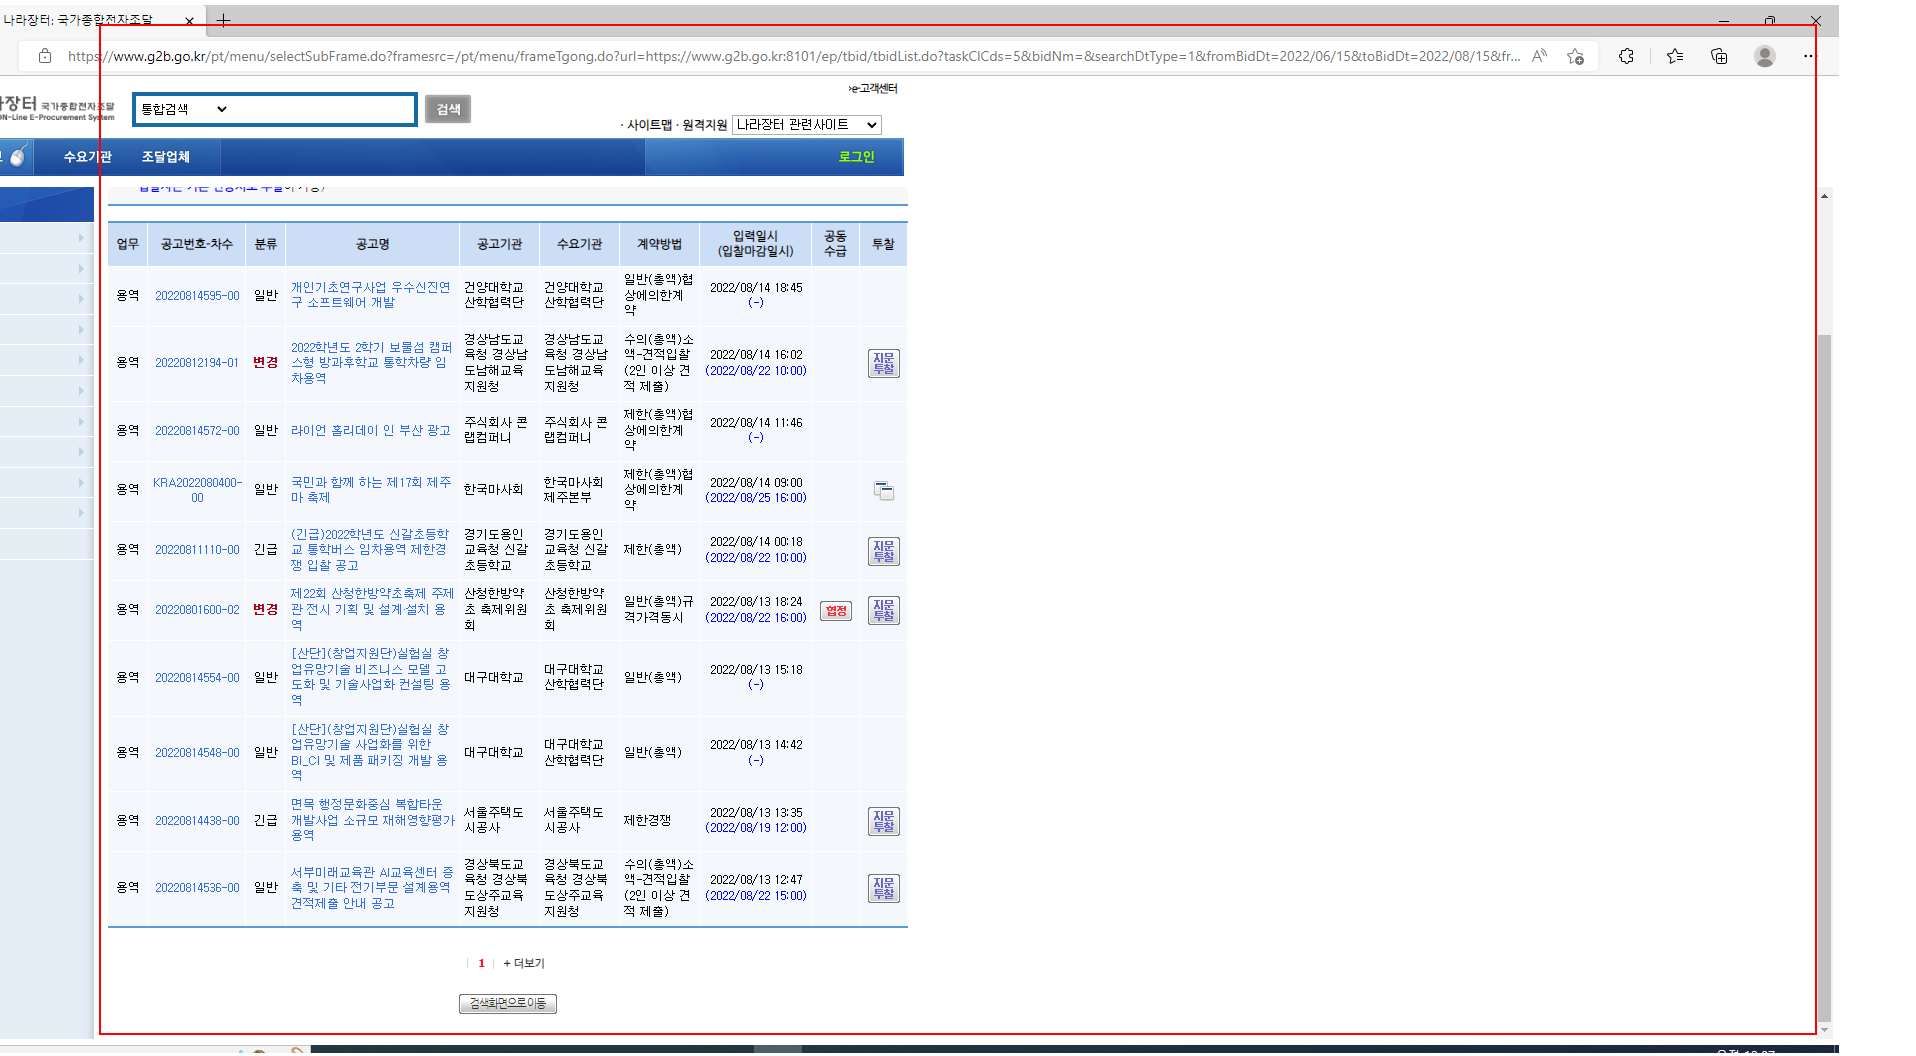 나라장터: 국가종합전자조달
https://www.g2b.go.kr/pt/menu/selectSubFrame.do?framesrc=/pt/menu/frameTgong.do?url=https://www.g2b.go.kr:8101/ep/tbid/tbidList.do?taskClCds=5&bidNm=&searchDtType=1&fromBidDt=2022/06/15&toBidDt=2022/08/15&fr...
›e-고객센터
장터 국가종합전자조달
ON-Line E-Procurement System
통합검색
검색
· 사이트맵 · 원격지원 나라장터 관련사이트
수요기관 조달업체 로그인
업무 공고번호-차수 분류 공고명 공고기관 수요기관 계약방법 입력일시 (입찰마감일시) 공동수급 투찰
용역 20220814595-00 일반 개인기초연구사업 우수신진연구 소프트웨어 개발 건양대학교 산학협력단 건양대학교 산학협력단 일반(총액)협상에의한계약 2022/08/14 18:45 (-)
용역 20220812194-01 변경 2022학년도 2학기 보물섬 캠퍼스형 방과후학교 통학차량 임차용역 경상남도교육청 경상남도남해교육지원청 경상남도교육청 경상남도남해교육지원청 수의(총액)소액-견적입찰(2인 이상 견적 제출) 2022/08/14 16:02 (2022/08/22 10:00) 지문투찰
용역 20220814572-00 일반 라이언 홀리데이 인 부산 광고 주식회사 콘랩컴퍼니 주식회사 콘랩컴퍼니 제한(총액)협상에의한계약 2022/08/14 11:46 (-)
용역 KRA2022080400-00 일반 국민과 함께 하는 제17회 제주마 축제 한국마사회 한국마사회 제주본부 제한(총액)협상에의한계약 2022/08/14 09:00 (2022/08/25 16:00)
용역 20220811110-00 긴급 (긴급)2022학년도 신갈초등학교 통학버스 임차용역 제한경쟁 입찰 공고 경기도용인교육청 신갈초등학교 경기도용인교육청 신갈초등학교 제한(총액) 2022/08/14 00:18 (2022/08/22 10:00) 지문투찰
용역 20220801600-02 변경 제22회 산청한방약초축제 주제관 전시 기획 및 설계·설치 용역 산청한방약초 축제위원회 산청한방약초 축제위원회 일반(총액)규격가격동시 2022/08/13 18:24 (2022/08/22 16:00) 협정 지문투찰
용역 20220814554-00 일반 [산단](창업지원단)실험실 창업유망기술 비즈니스 모델 고도화 및 기술사업화 컨설팅 용역 대구대학교 대구대학교 산학협력단 일반(총액) 2022/08/13 15:18 (-)
용역 20220814548-00 일반 [산단](창업지원단)실험실 창업유망기술 사업화를 위한 BI_CI 및 제품 패키징 개발 용역 대구대학교 대구대학교 산학협력단 일반(총액) 2022/08/13 14:42 (-)
용역 20220814438-00 긴급 면목 행정문화중심 복합타운 개발사업 소규모 재해영향평가 용역 서울주택도시공사 서울주택도시공사 제한경쟁 2022/08/13 13:35 (2022/08/19 12:00) 지문투찰
용역 20220814536-00 일반 서부미래교육관 AI교육센터 증축 및 기타 전기부문 설계용역 견적제출 안내 공고 경상북도교육청 경상북도상주교육지원청 경상북도교육청 경상북도상주교육지원청 수의(총액)소액-견적입찰(2인 이상 견적 제출) 2022/08/13 12:47 (2022/08/22 15:00) 지문투찰
1 + 더보기
검색화면으로이동